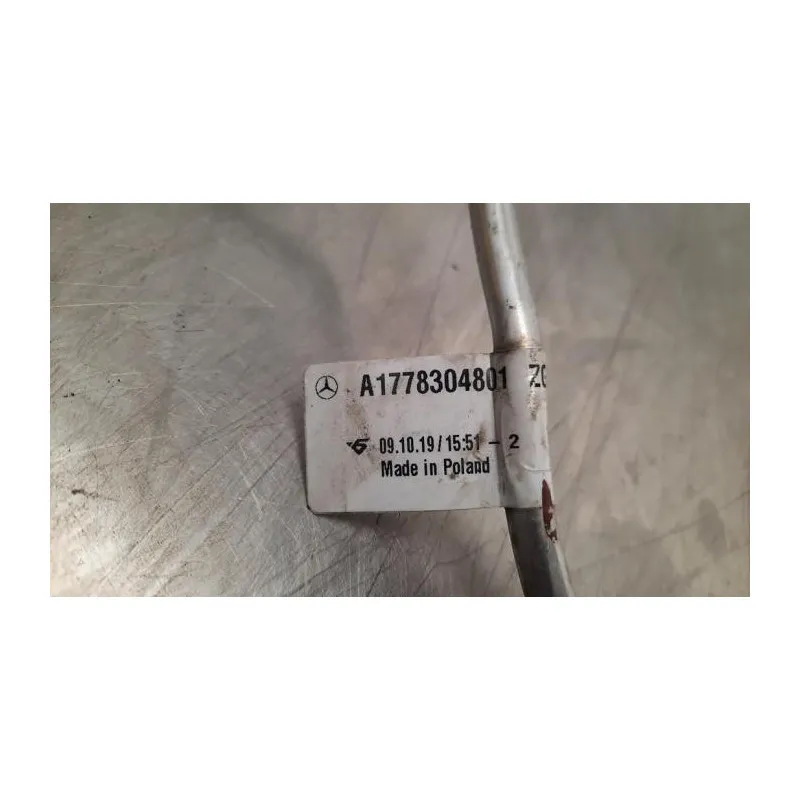 A1778304801
09.10.19/15:51 - 2
Made in Poland